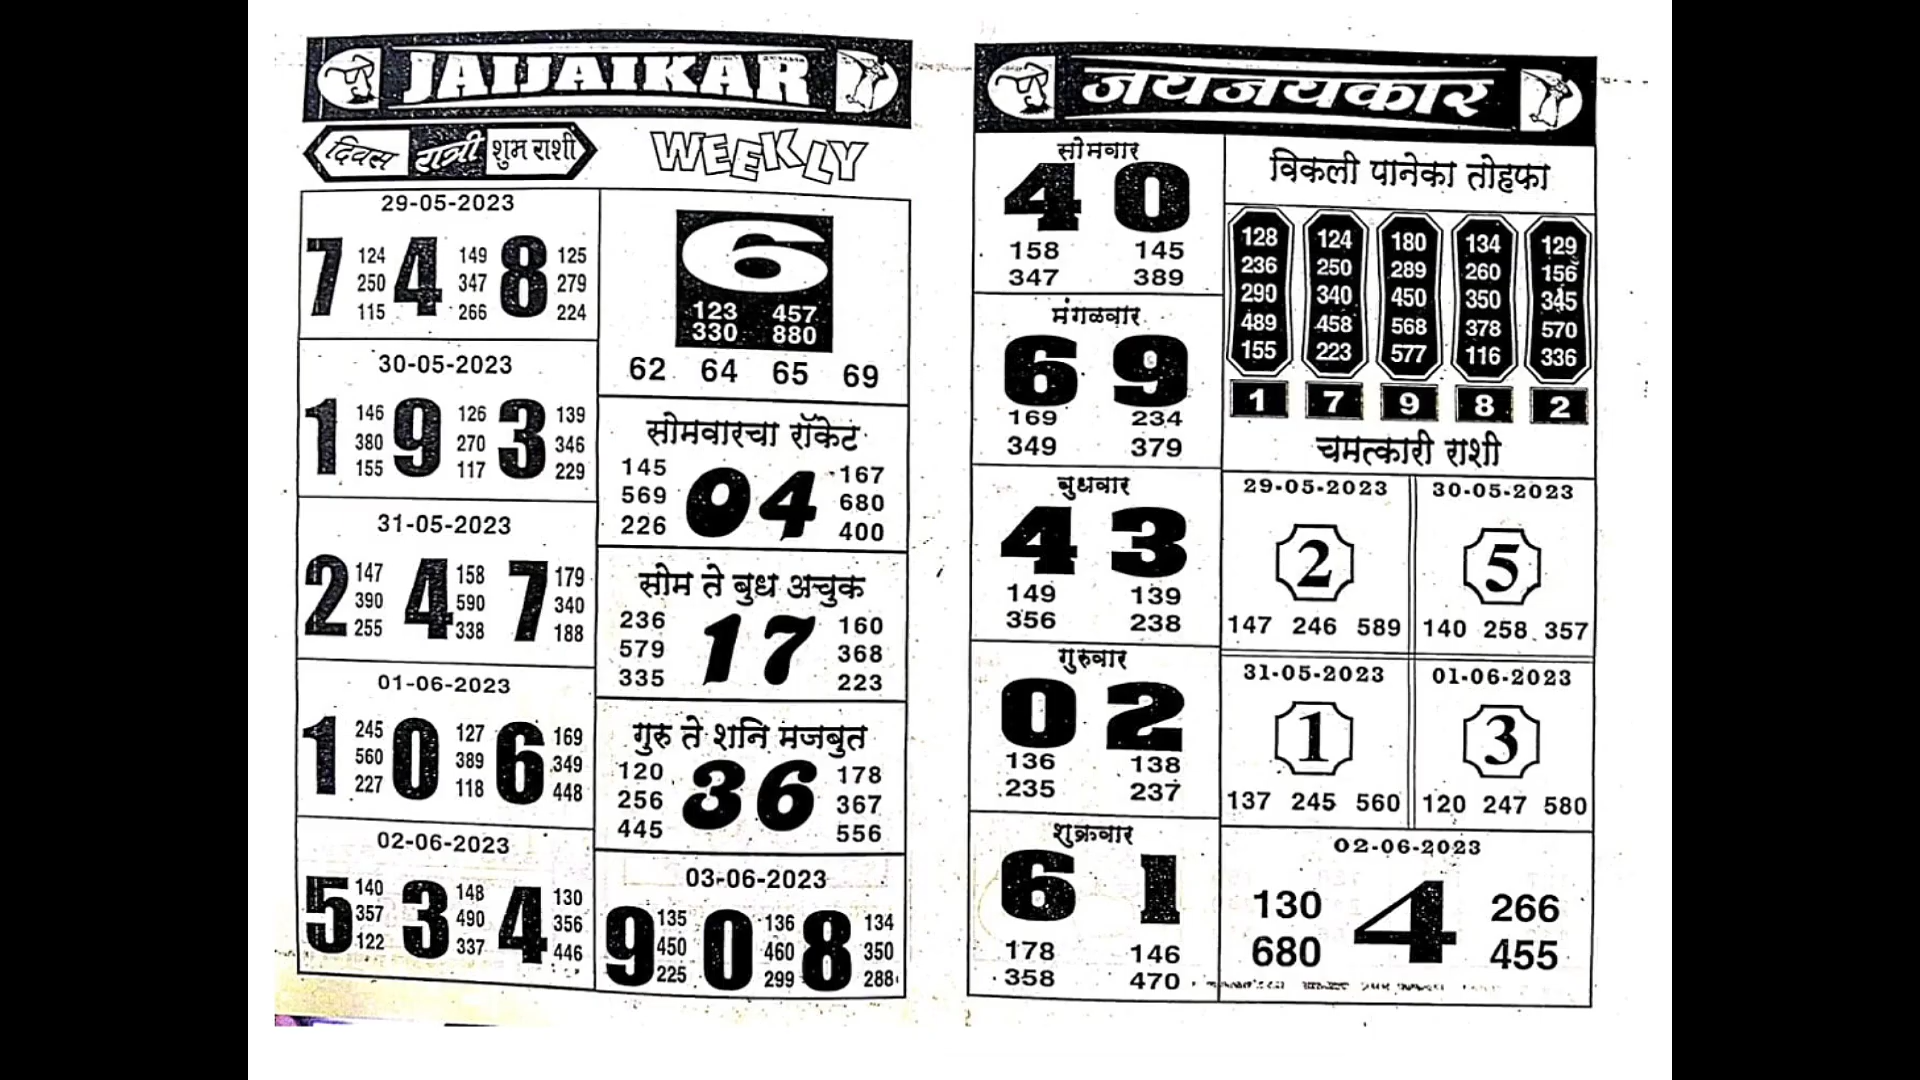 JAIJAIKAR
दिवस रात्री शुभ राशी
WEEKLY
29-05-2023
7 124 4 149 8 125
250 347 279
115 266 224
30-05-2023
1 146 9 126 3 139
380 270 346
155 117 229
31-05-2023
2 147 4 158 7 179
390 590 340
255 338 188
01-06-2023
1 245 0 127 6 169
560 389 349
227 118 448
02-06-2023
5 140 3 148 4 130
357 490 356
122 337 446
6
123 457
330 880
62 64 65 69
सोमवारचा रॉकेट
145 04 167
569 680
226 400
सोम ते बुध अचुक
236 17 160
579 368
335 223
गुरु ते शनि मजबुत
120 36 178
256 367
445 556
03-06-2023
9 135 0 136 8 134
450 460 350
225 299 288
जयजयकार
सोमवार
4 0
158 145
347 389
मंगळवार
6 9
169 234
349 379
बुधवार
4 3
149 139
356 238
गुरुवार
0 2
136 138
235 237
शुक्रवार
6 1
178 146
358 470
विकली पानेका तोहफा
128 124 180 134 129
236 250 289 260 156
290 340 450 350 345
489 458 568 378 570
155 223 577 116 336
1 7 9 8 2
चमत्कारी राशी
29-05-2023 30-05-2023
2 5
147 246 589 140 258 357
31-05-2023 01-06-2023
1 3
137 245 560 120 247 580
02-06-2023
130 4 266
680 455